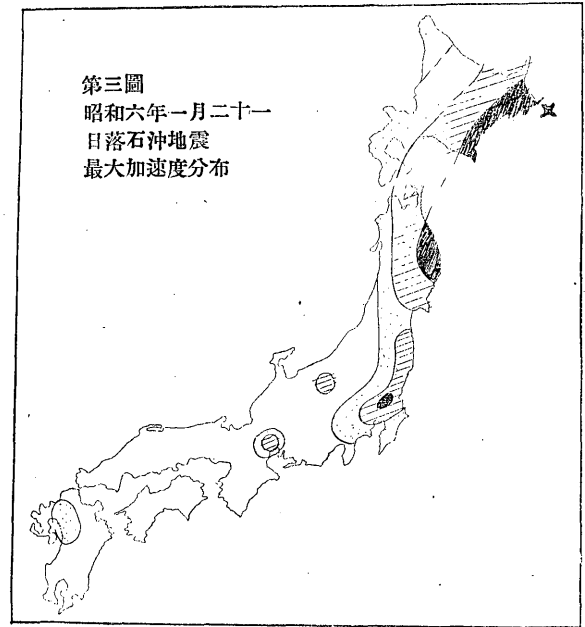 第三圖
昭和六年一月二十一
日落石沖地震
最大加速度分布